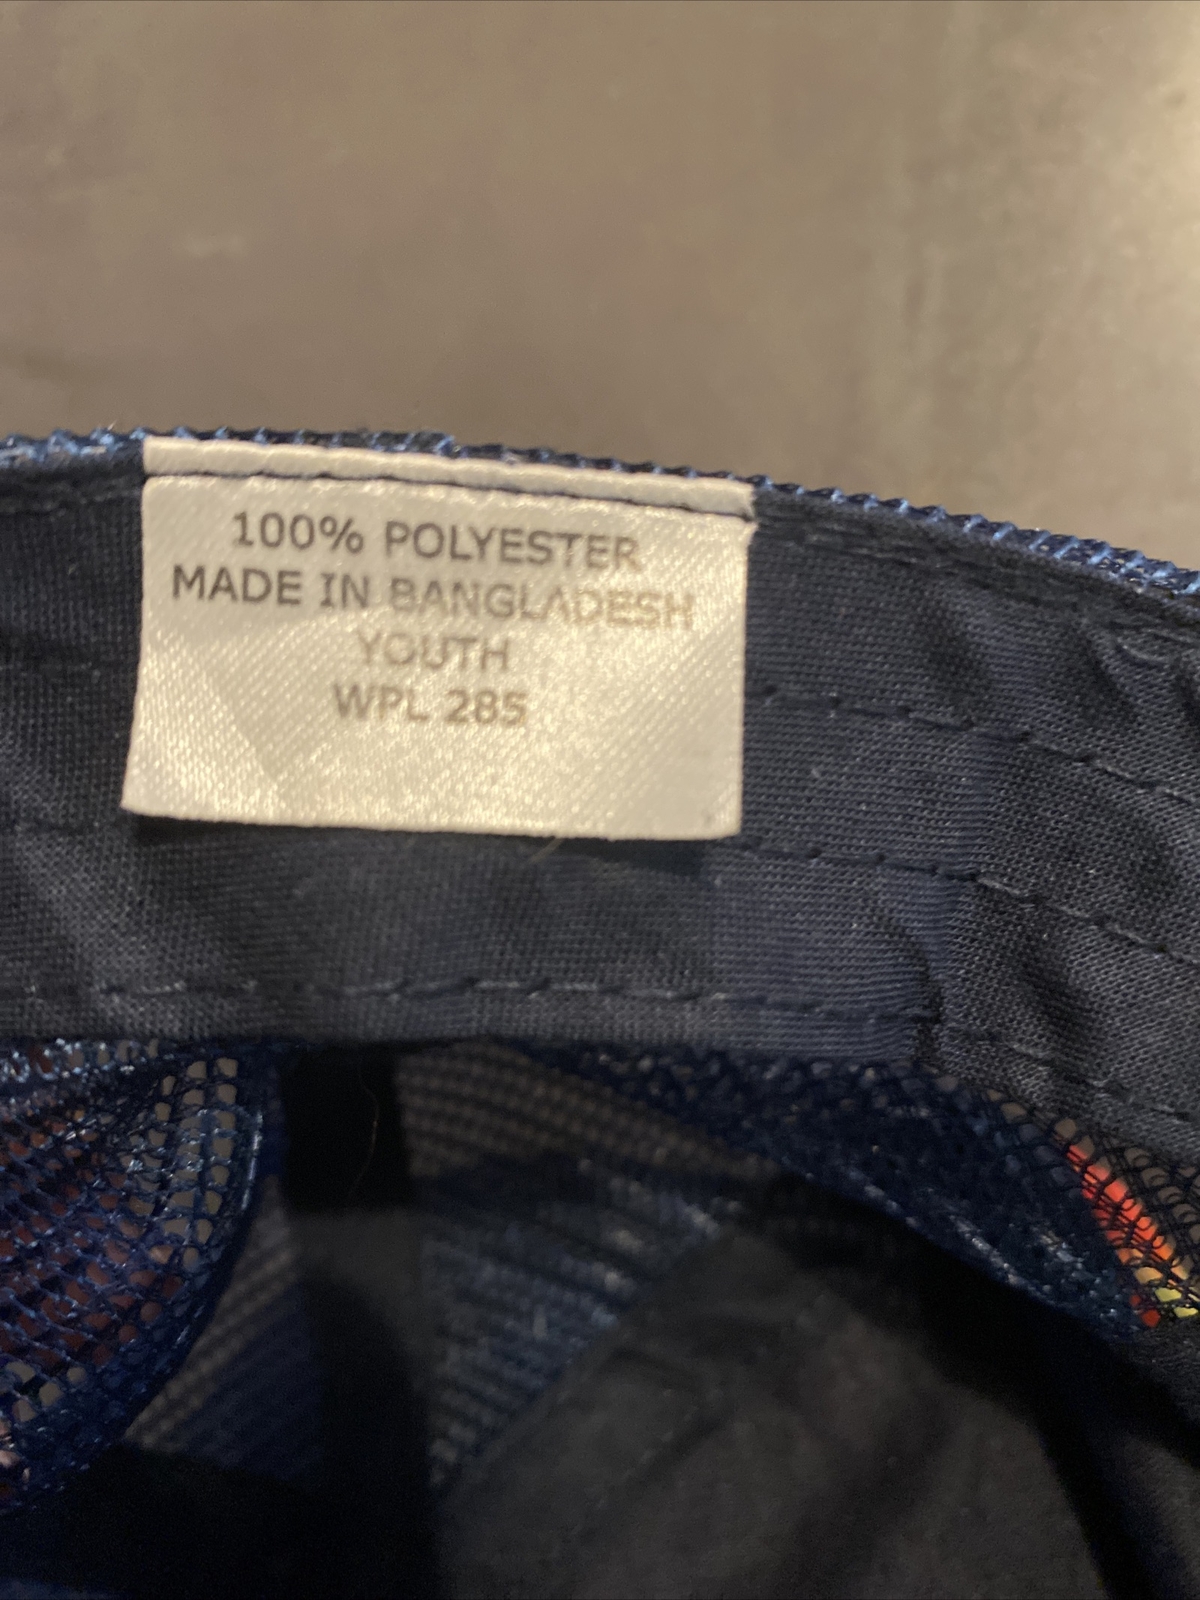 100% POLYESTER
MADE IN BANGLADESH
YOUTH
WPL 285